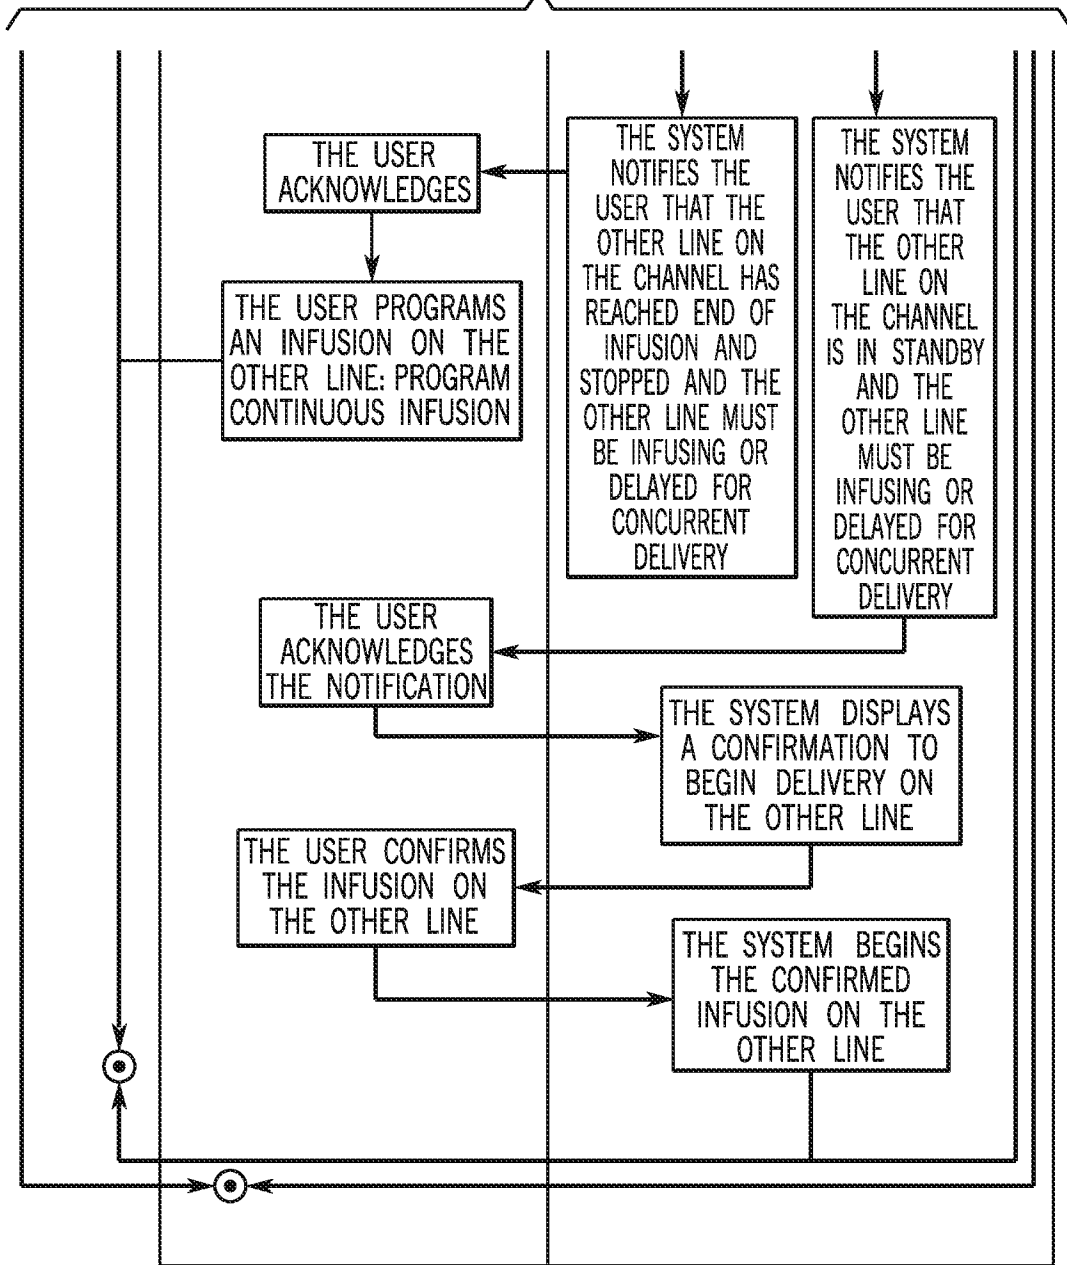 THE USER
ACKNOWLEDGES
THE USER PROGRAMS
AN INFUSION ON THE
OTHER LINE: PROGRAM
CONTINUOUS INFUSION
THE SYSTEM
NOTIFIES THE
USER THAT THE
OTHER LINE ON
THE CHANNEL HAS
REACHED END OF
INFUSION AND
STOPPED AND THE
OTHER LINE MUST
BE INFUSING OR
DELAYED FOR
CONCURRENT
DELIVERY
THE SYSTEM
NOTIFIES THE
USER THAT
THE OTHER
LINE ON
THE CHANNEL
IS IN STANDBY
AND THE
OTHER LINE
MUST BE
INFUSING OR
DELAYED FOR
CONCURRENT
DELIVERY
THE USER
ACKNOWLEDGES
THE NOTIFICATION
THE SYSTEM DISPLAYS
A CONFIRMATION TO
BEGIN DELIVERY ON
THE OTHER LINE
THE USER CONFIRMS
THE INFUSION ON
THE OTHER LINE
THE SYSTEM BEGINS
THE CONFIRMED
INFUSION ON THE
OTHER LINE